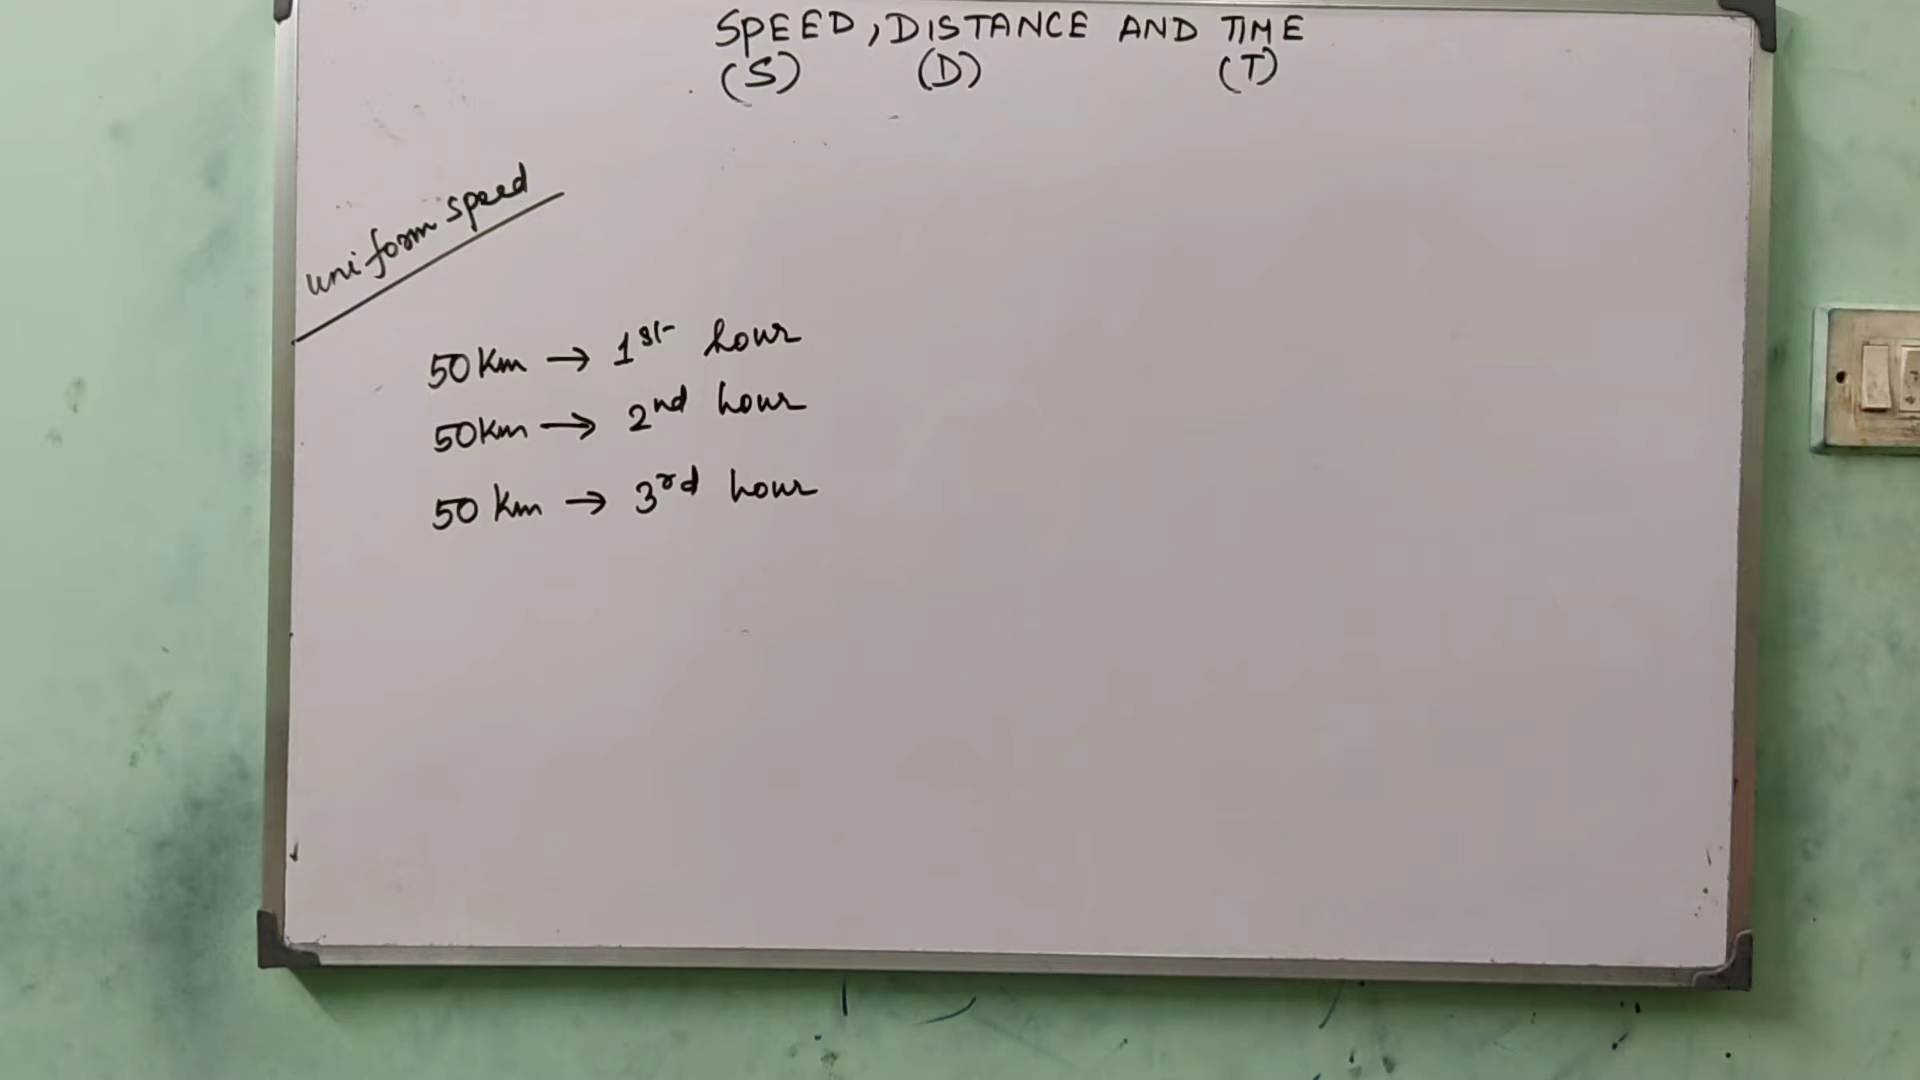 SPEED, DISTANCE AND TIME
(S) (D) (T)
uniform speed
50 Km → 1st hour
50 Km → 2nd hour
50 Km → 3rd hour